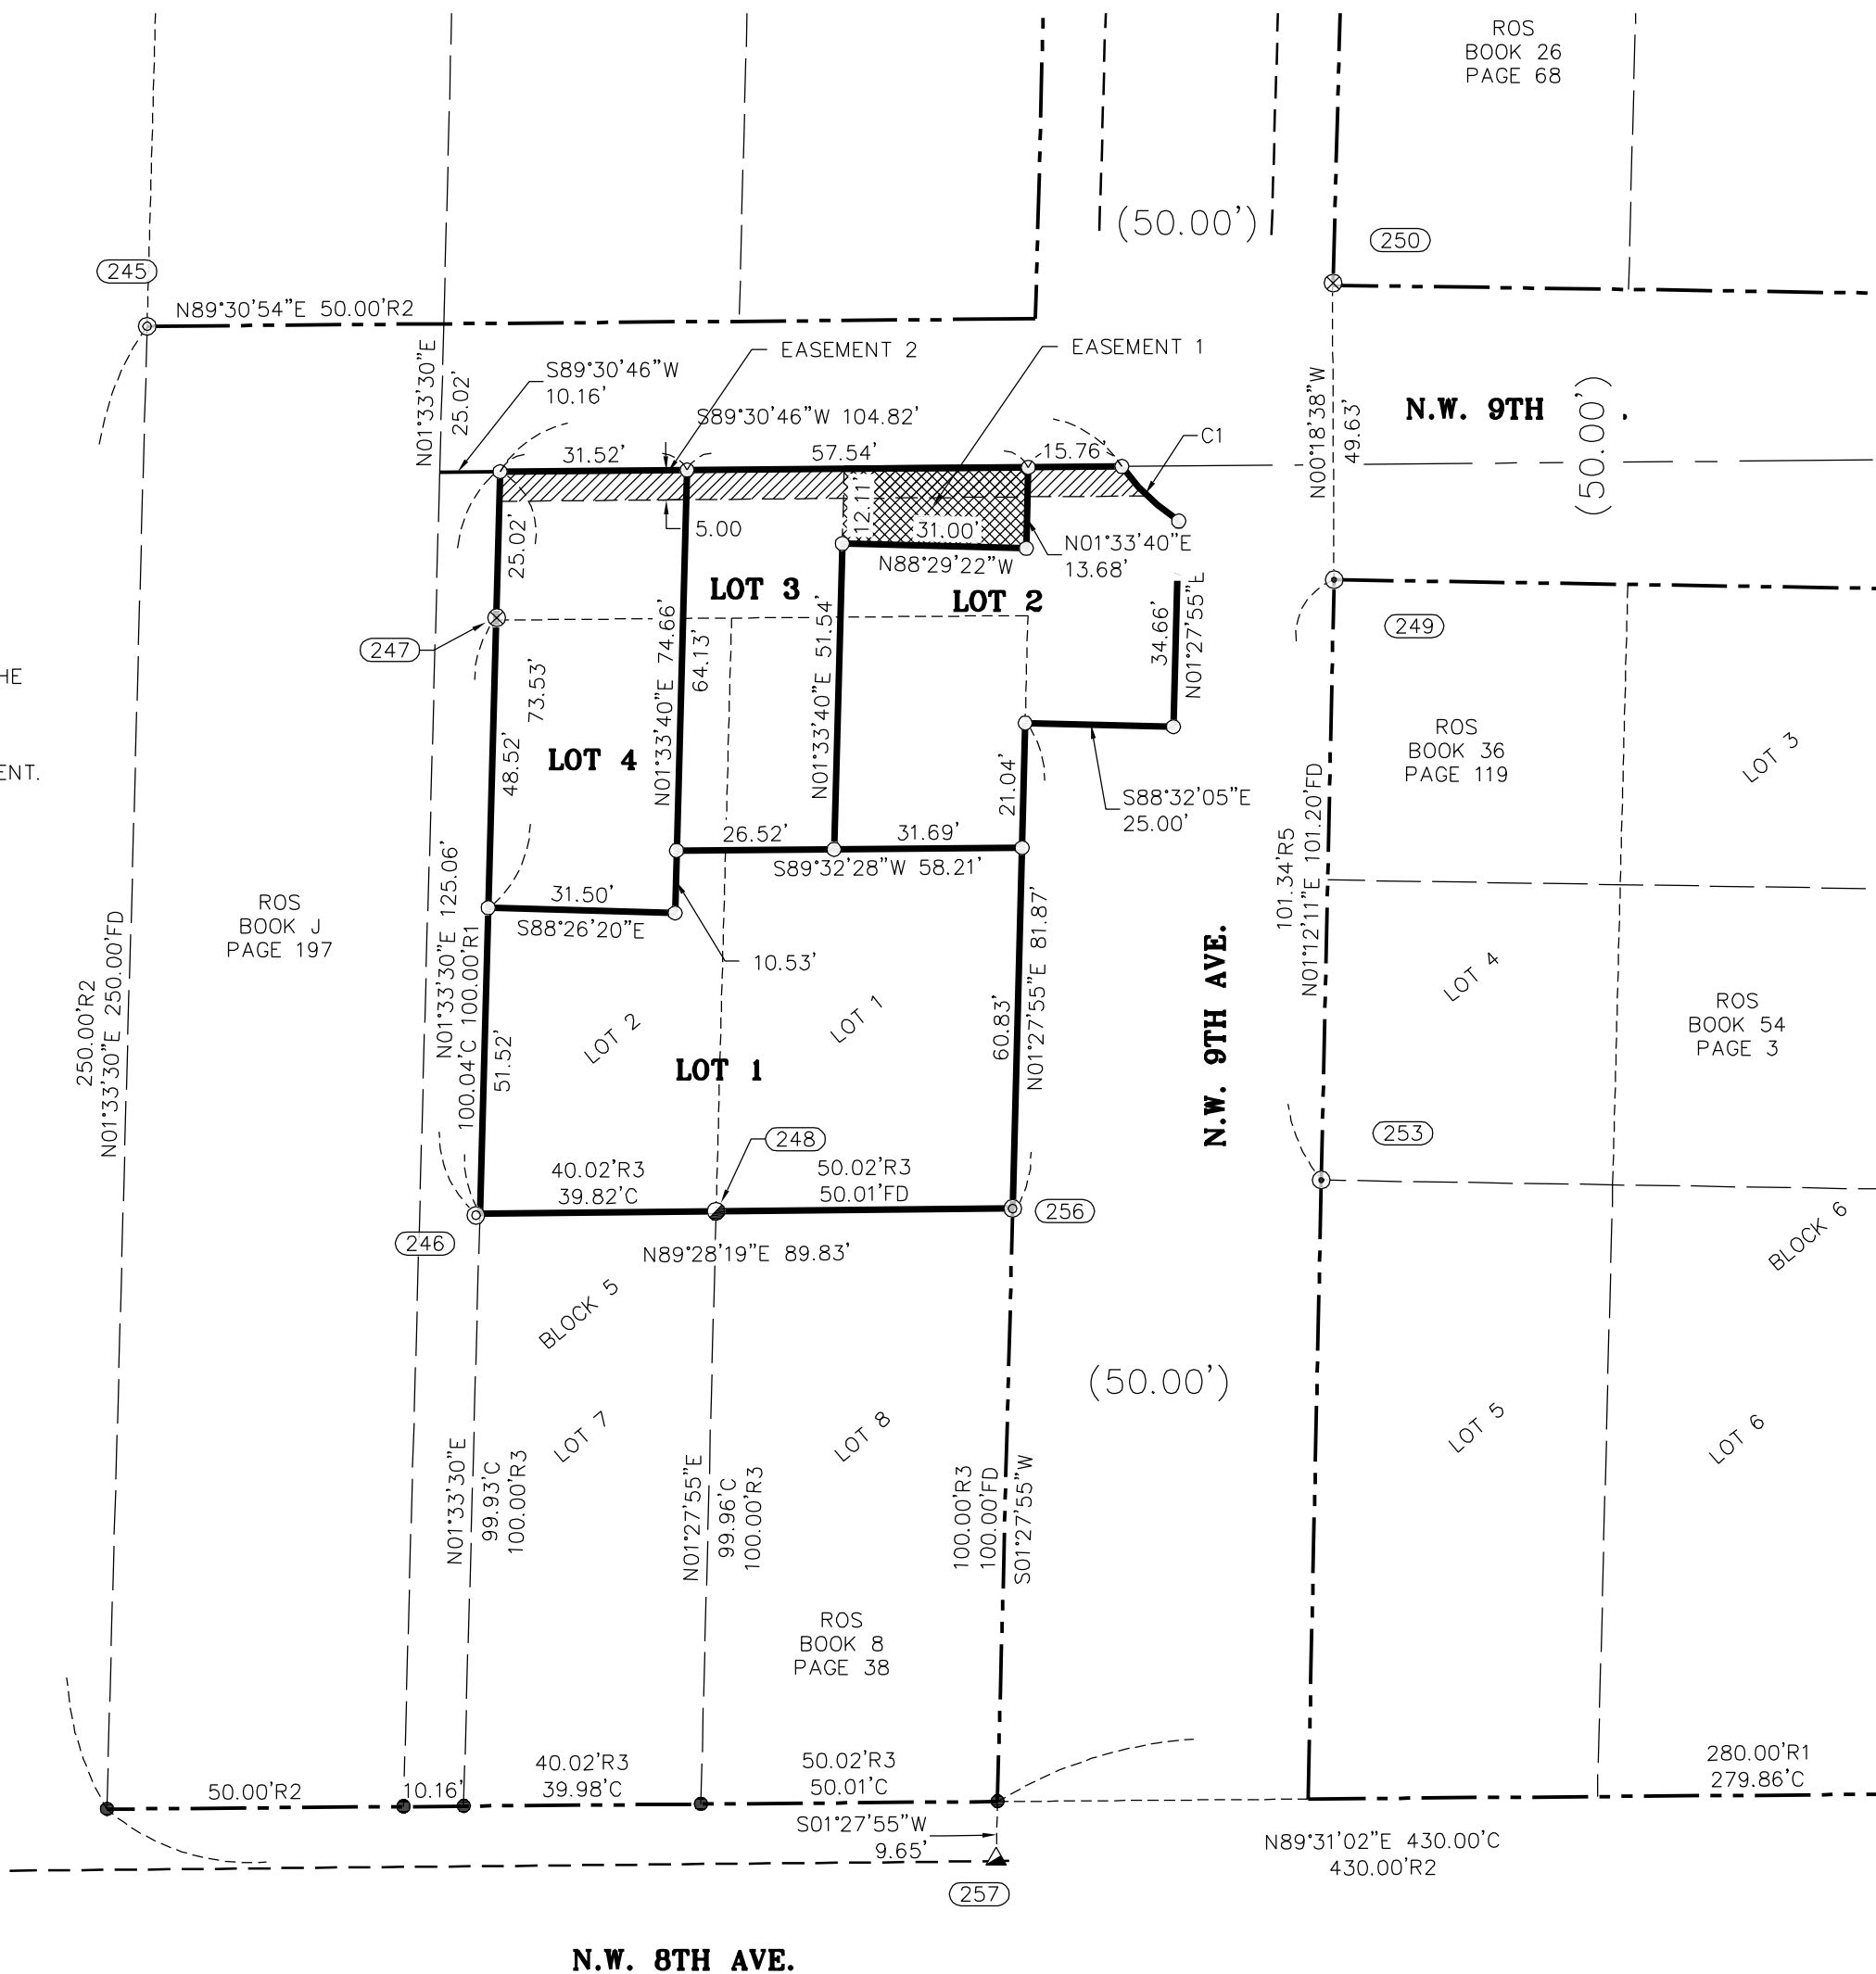 ROS
BOOK 26
PAGE 68
(50.00')
250
245
N89°30'54"E 50.00'R2
N01°33'30"E
25.02'
S89°30'46"W
10.16'
EASEMENT 2
EASEMENT 1
S89°30'46"W 104.82'
31.52'
57.54'
15.76'
C1
N00°18'38"W
49.63'
N.W. 9TH .
(50.00')
25.02'
5.00
12.11'
31.00'
N88°29'22"W
N01°33'40"E
13.68'
LOT 3
LOT 2
247
249
HE
ENT.
73.53'
48.52'
LOT 4
N01°33'40"E 74.66'
64.13'
N01°33'40"E 51.54'
34.66'
N01°27'55"E
21.04'
S88°32'05"E
25.00'
ROS
BOOK 36
PAGE 119
LOT 3
26.52'
31.69'
S89°32'28"W 58.21'
31.50'
S88°26'20"E
10.53'
ROS
BOOK J
PAGE 197
250.00'R2
N01°33'30"E 250.00'FD
N01°33'30"E 125.06'
100.04'C 100.00'R1
51.52'
LOT 2
LOT 1
LOT 1
60.83'
N01°27'55"E 81.87'
N.W. 9TH AVE.
101.34'R5
N01°12'11"E 101.20'FD
LOT 4
ROS
BOOK 54
PAGE 3
248
253
40.02'R3
39.82'C
50.02'R3
50.01'FD
246
256
N89°28'19"E 89.83'
BLOCK 5
BLOCK 6
(50.00')
LOT 7
LOT 8
LOT 5
LOT 6
N01°33'30"E
99.93'C
100.00'R3
N01°27'55"E
99.96'C
100.00'R3
100.00'R3
100.00'FD
S01°27'55"W
ROS
BOOK 8
PAGE 38
50.00'R2
10.16'
40.02'R3
39.98'C
50.02'R3
50.01'C
280.00'R1
279.86'C
S01°27'55"W
9.65'
N89°31'02"E 430.00'C
430.00'R2
257
N.W. 8TH AVE.